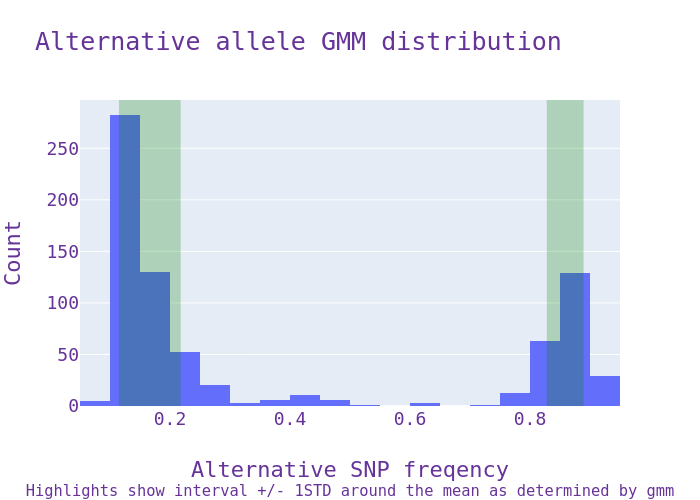 Alternative allele GMM distribution
Count
250
200
150
100
50
0
0.2 0.4 0.6 0.8
Alternative SNP freqency
Highlights show interval +/- 1STD around the mean as determined by gmm